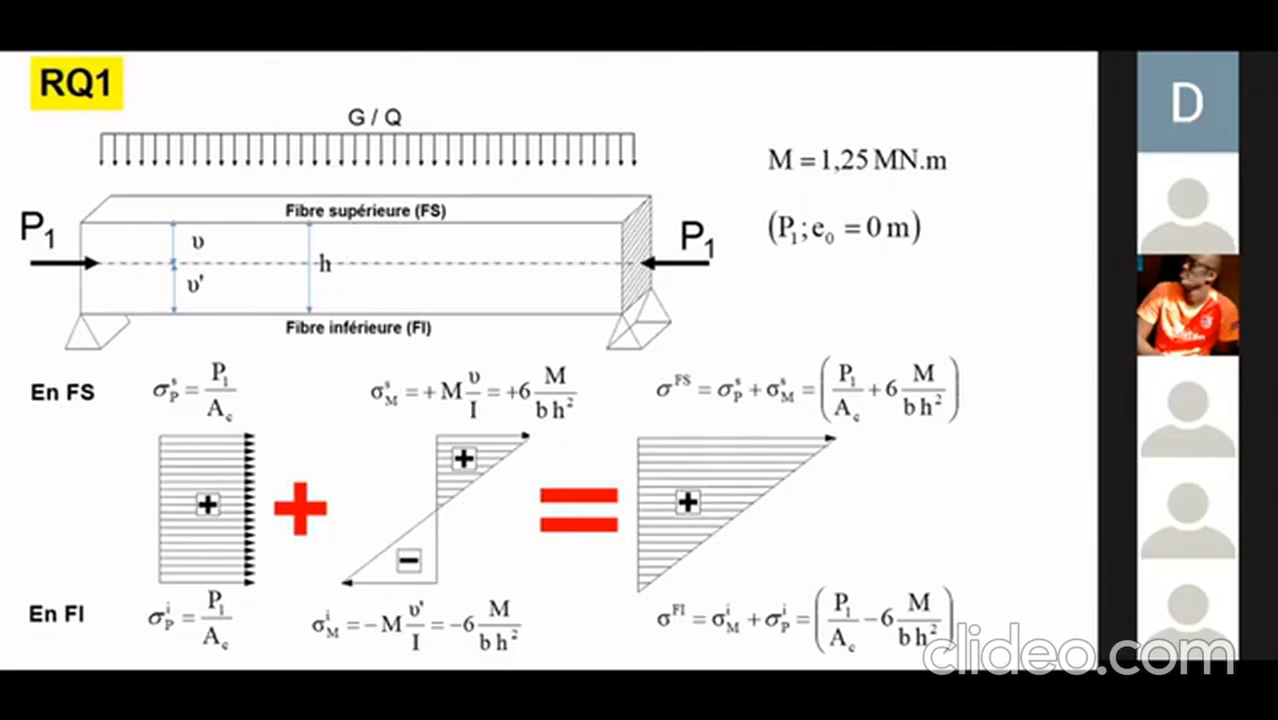 RQ1
D
G / Q
M = 1,25 MN.m
Fibre supérieure (FS)
P₁
P₁
(P₁ ; e₀ = 0 m)
υ
h
υ'
Fibre inférieure (FI)
En FS
σ_P^s = P₁/A_c
σ_M^s = + M υ/I = +6 M/(b h²)
σ^FS = σ_P^s + σ_M^s = (P₁/A_c + 6 M/(b h²))
+
+
+
=
+
−
En FI
σ_P^i = P₁/A_c
σ_M^i = − M υ'/I = −6 M/(b h²)
σ^FI = σ_M^i + σ_P^i = (P₁/A_c − 6 M/(b h²))
clideo.com